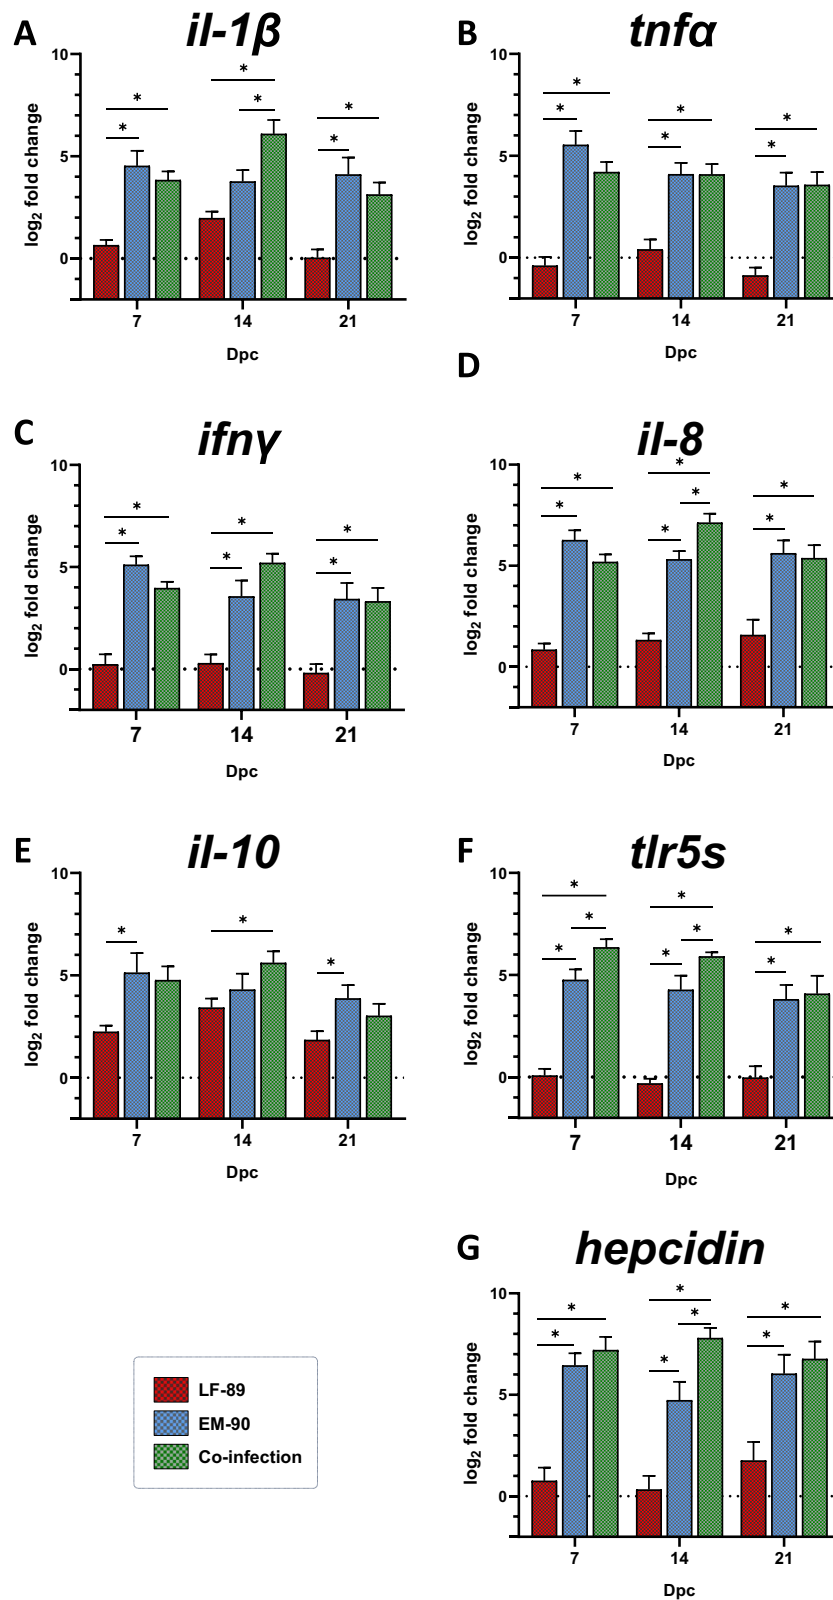 A il-1β
10
5
0
log2 fold change
* * * * * *
7 14 21
Dpc
B tnfα
10
5
0
log2 fold change
* * * * * *
7 14 21
Dpc
C ifnγ
10
5
0
log2 fold change
* * * * * *
7 14 21
Dpc
D il-8
10
5
0
log2 fold change
* * * * * * *
7 14 21
Dpc
E il-10
10
5
0
log2 fold change
* * *
7 14 21
Dpc
F tlr5s
10
5
0
log2 fold change
* * * * * * * *
7 14 21
Dpc
G hepcidin
10
5
0
log2 fold change
* * * * * * *
7 14 21
Dpc
LF-89
EM-90
Co-infection